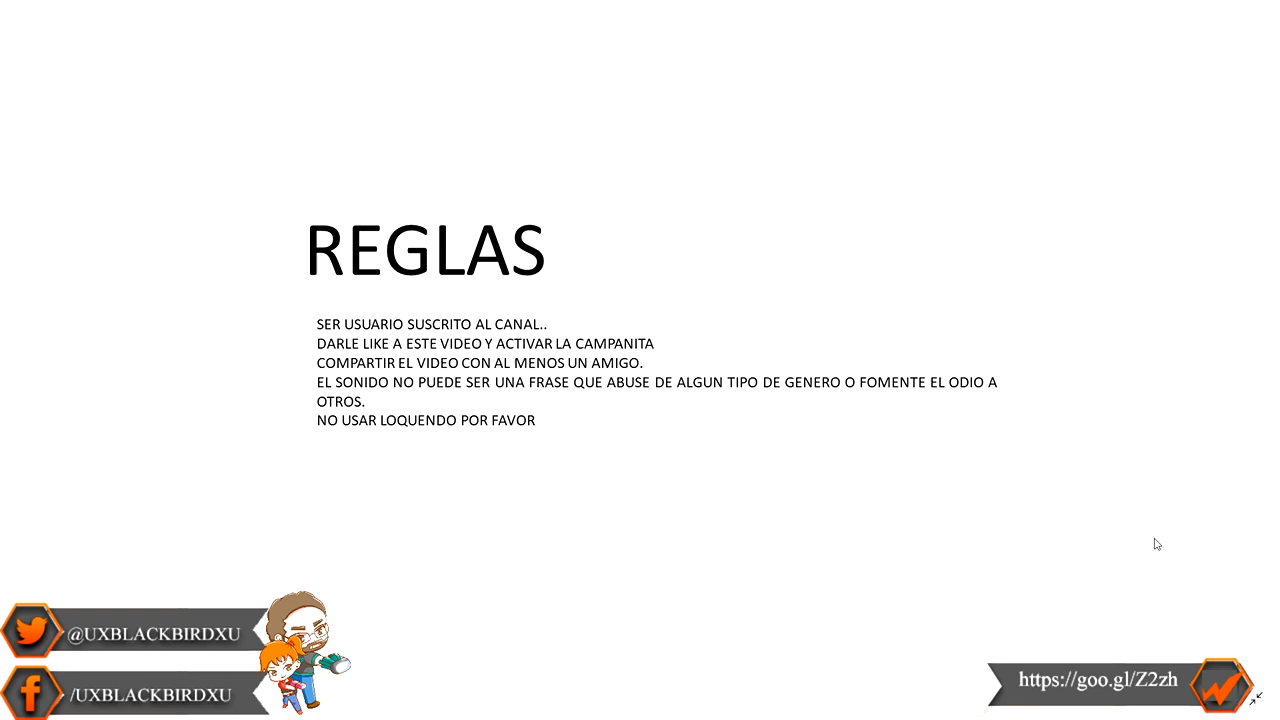 REGLAS
SER USUARIO SUSCRITO AL CANAL..
DARLE LIKE A ESTE VIDEO Y ACTIVAR LA CAMPANITA
COMPARTIR EL VIDEO CON AL MENOS UN AMIGO.
EL SONIDO NO PUEDE SER UNA FRASE QUE ABUSE DE ALGUN TIPO DE GENERO O FOMENTE EL ODIO A
OTROS.
NO USAR LOQUENDO POR FAVOR
@UXBLACKBIRDXU
/UXBLACKBIRDXU
https://goo.gl/Z2zh